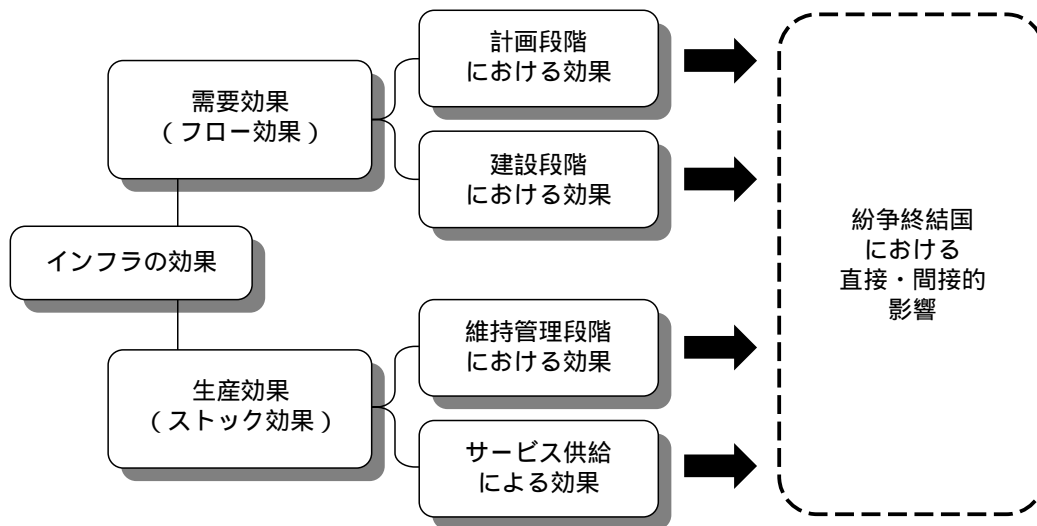 計画段階
における効果
需要効果
（フロー効果）
建設段階
における効果
インフラの効果
維持管理段階
における効果
生産効果
（ストック効果）
サービス供給
による効果
紛争終結国
における
直接・間接的
影響